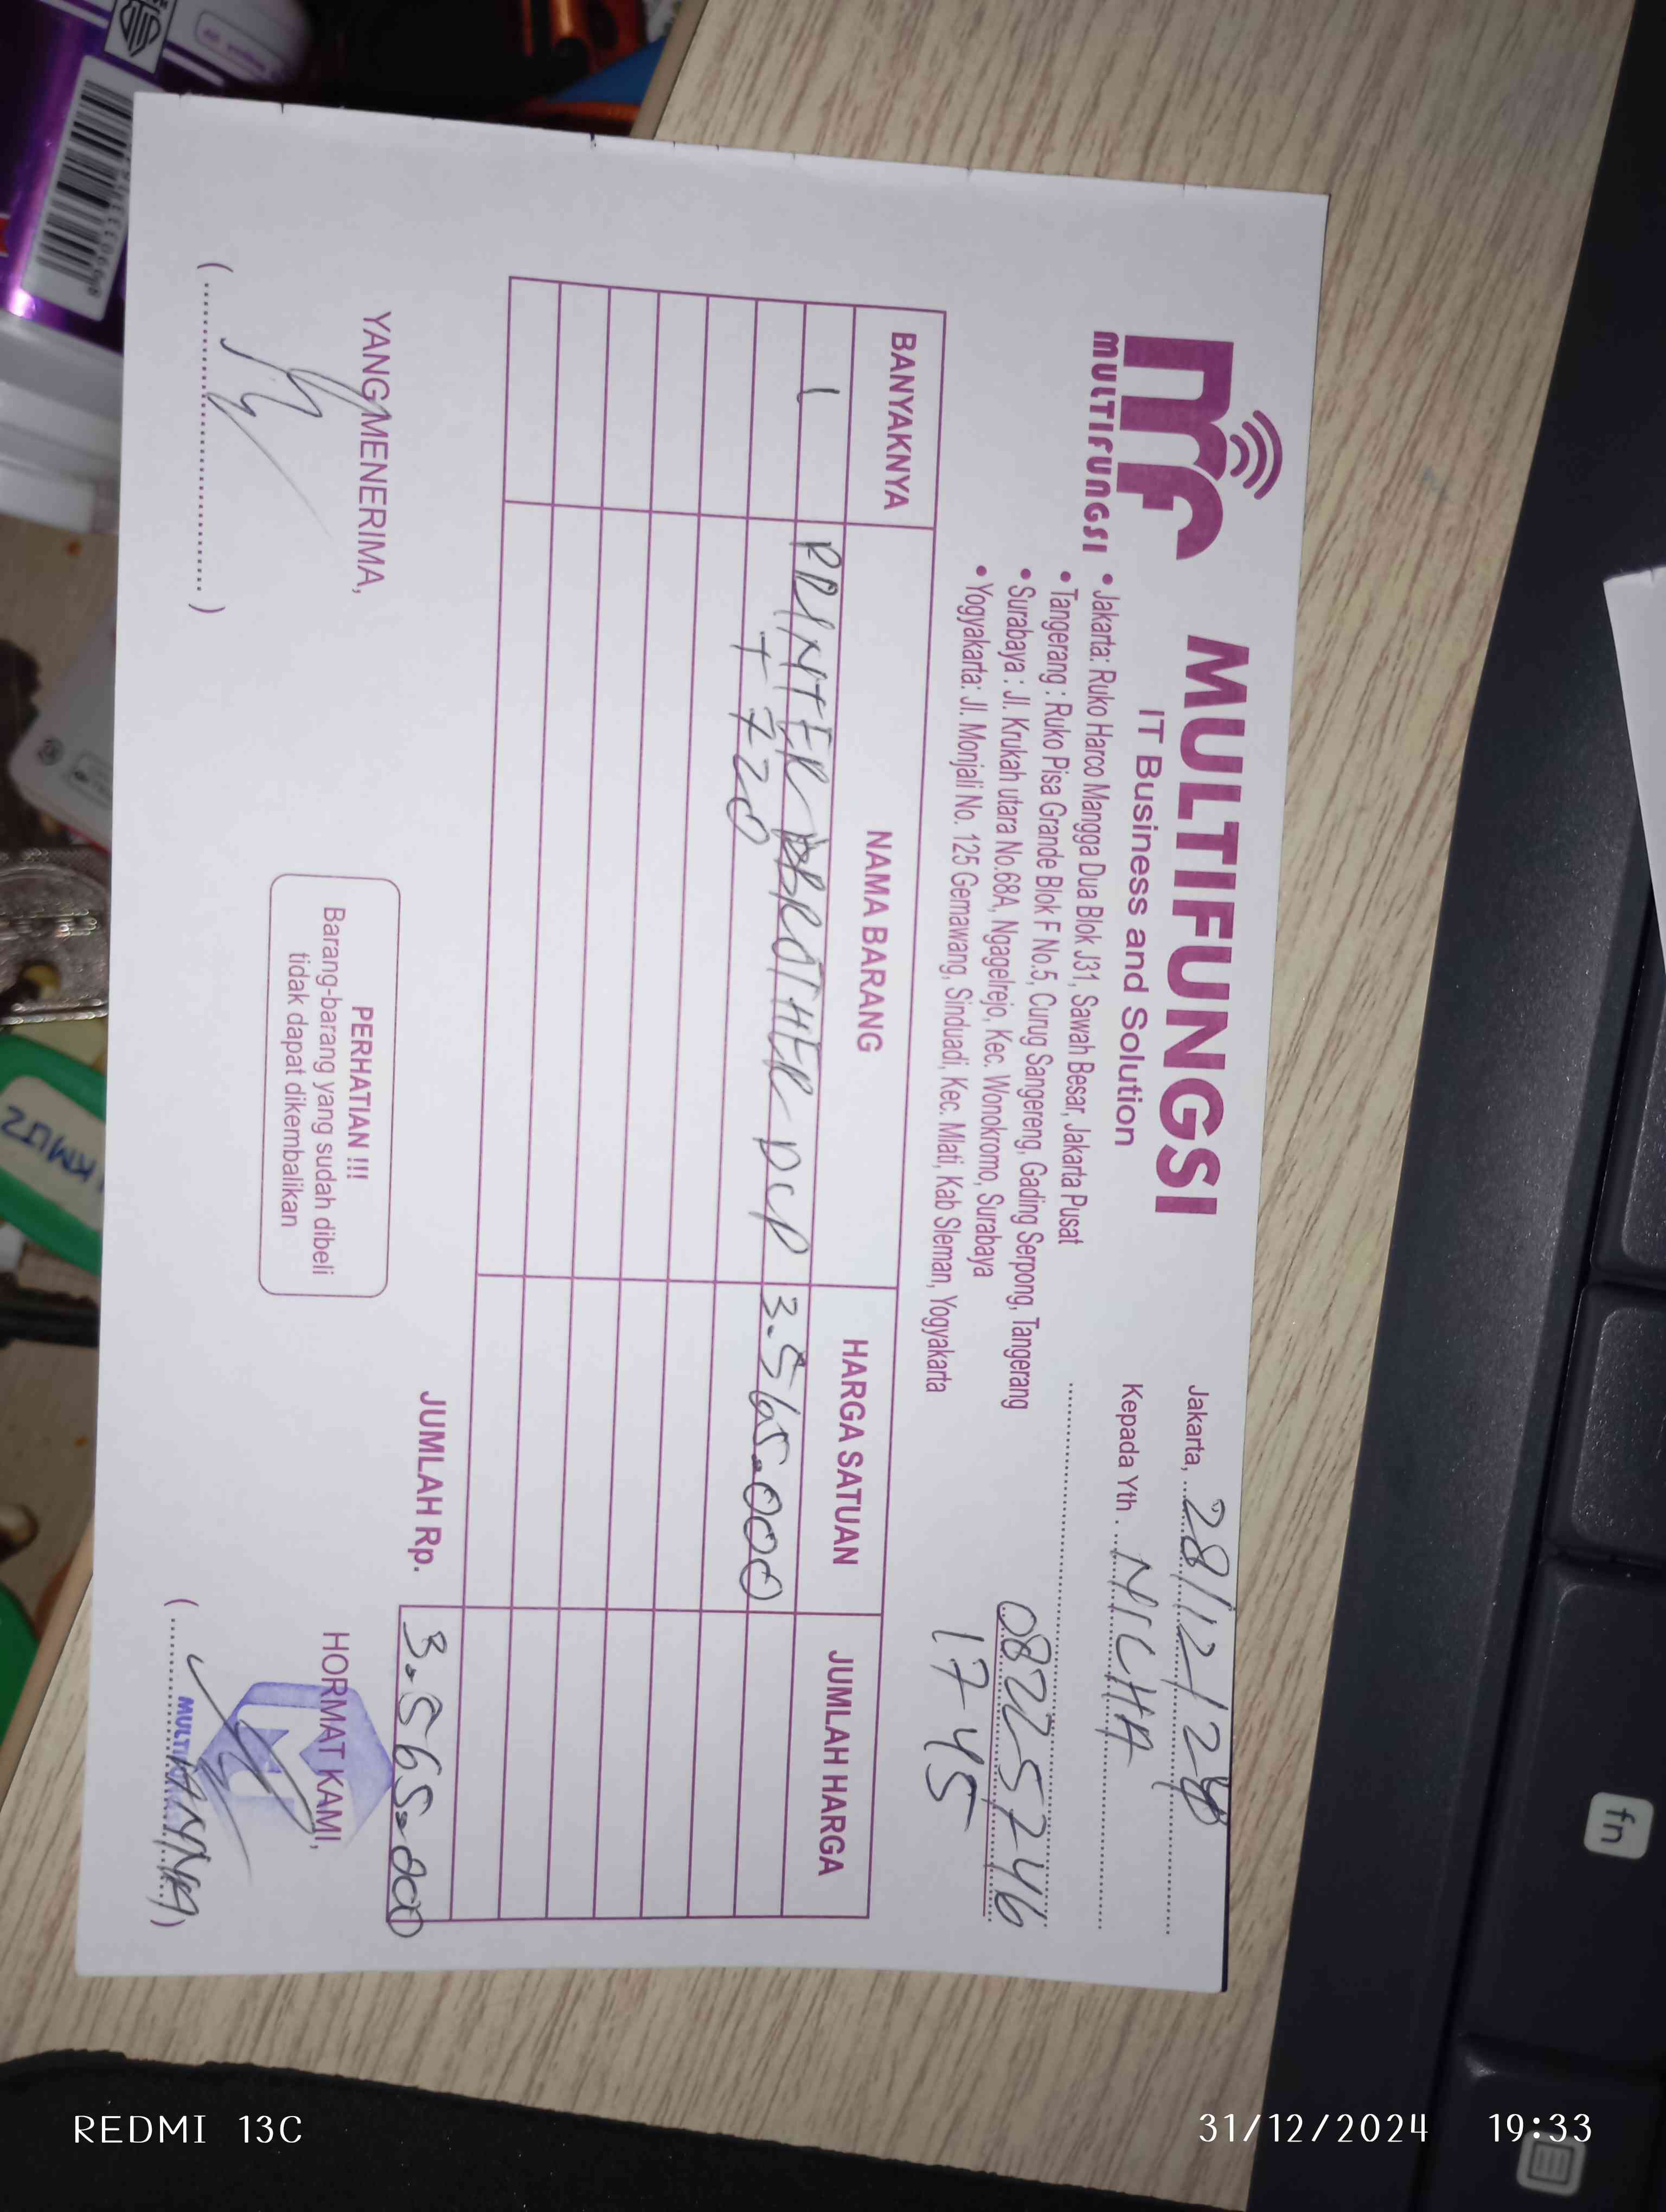 MULTIFUNGSI
MULTIFUNGSI
IT Business and Solution
• Jakarta: Ruko Harco Mangga Dua Blok J31, Sawah Besar, Jakarta Pusat
• Tangerang : Ruko Pisa Grande Blok F No.5, Curug Sangereng, Gading Serpong, Tangerang
• Surabaya : Jl. Krukah utara No.68A, Ngagelrejo, Kec. Wonokromo, Surabaya
• Yogyakarta: Jl. Monjali No. 125 Gemawang, Sinduadi, Kec. Mlati, Kab Sleman, Yogyakarta
Jakarta, 28/12/24
Kepada Yth. MICHA
08225746
1745
BANYAKNYA NAMA BARANG HARGA SATUAN JUMLAH HARGA
1 PRINTER BROTHER DCP 3.565.000
T 720
JUMLAH Rp. 3.565.000
YANG MENERIMA,
PERHATIAN !!!
Barang-barang yang sudah dibeli
tidak dapat dikembalikan
HORMAT KAMI,
(ANNA)
fn
REDMI 13C
31/12/2024 19:33